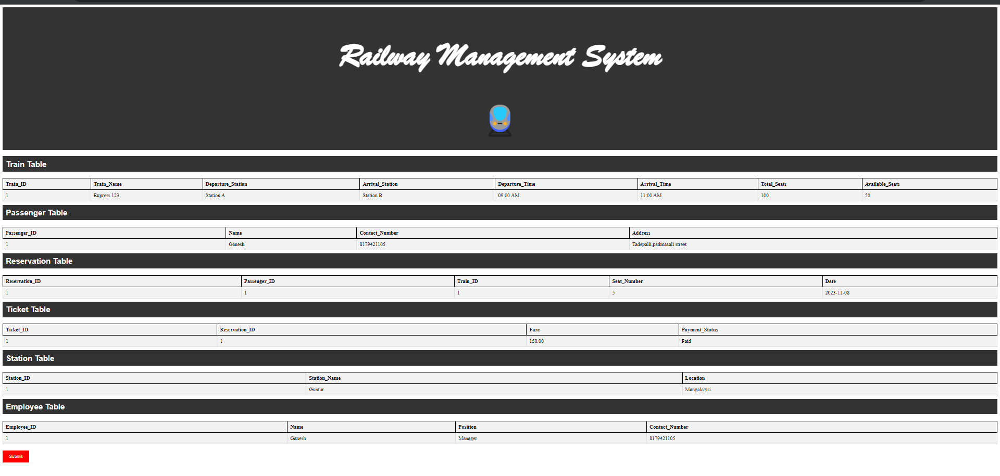 Railway Management System
Train Table
Train_ID Train_Name Departure_Station Arrival_Station Departure_Time Arrival_Time Total_Seats Available_Seats
1 Express 123 Station A Station B 09:00 AM 11:00 AM 100 50
Passenger Table
Passenger_ID Name Contact_Number Address
1 Ganesh 8179421105 Tadepalli,padmasali street
Reservation Table
Reservation_ID Passenger_ID Train_ID Seat_Number Date
1 1 1 5 2023-11-08
Ticket Table
Ticket_ID Reservation_ID Fare Payment_Status
1 1 150.00 Paid
Station Table
Station_ID Station_Name Location
1 Guntur Mangalagiri
Employee Table
Employee_ID Name Position Contact_Number
1 Ganesh Manager 8179421105
Submit